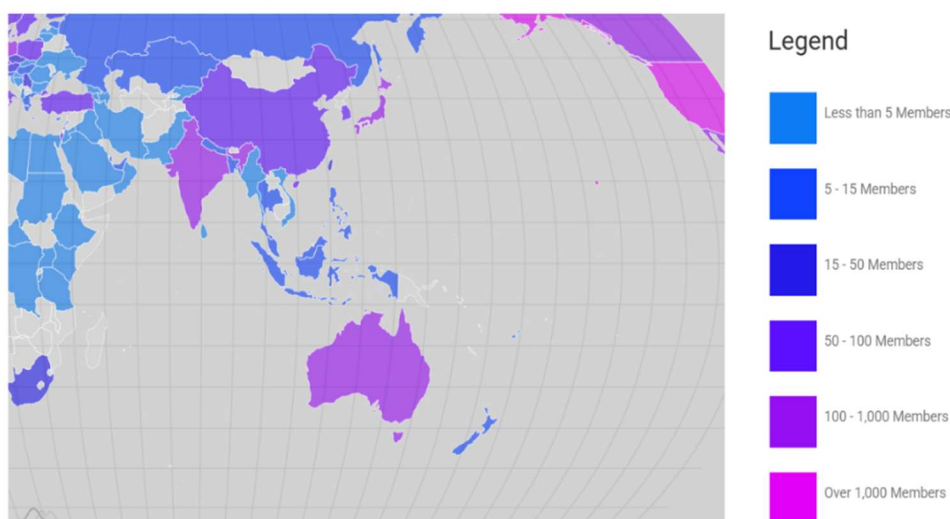 Legend
Less than 5 Members
5 - 15 Members
15 - 50 Members
50 - 100 Members
100 - 1,000 Members
Over 1,000 Members